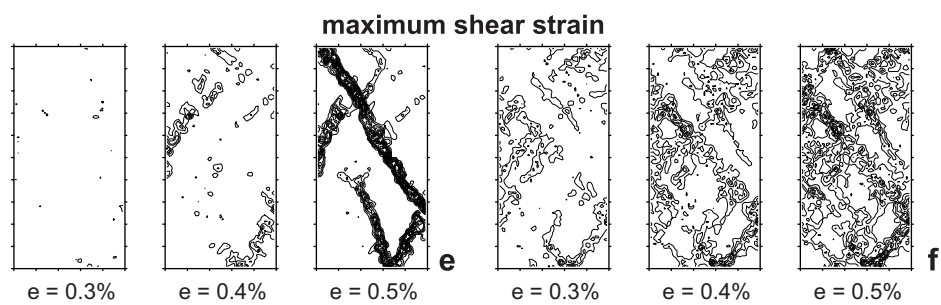 maximum shear strain
e
f
e = 0.3%
e = 0.4%
e = 0.5%
e = 0.3%
e = 0.4%
e = 0.5%